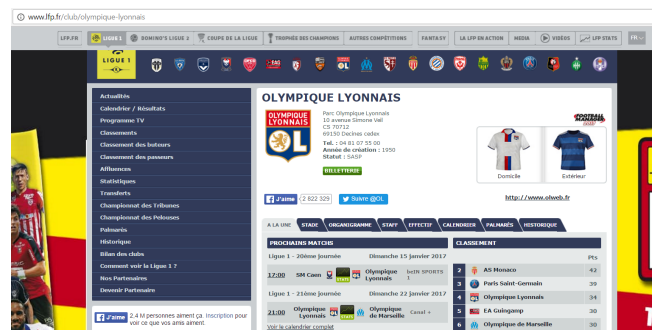 www.lfp.fr/club/olympique-lyonnais
LFP.FR
LIGUE 1
DOMINO'S LIGUE 2
COUPE DE LA LIGUE
TROPHÉE DES CHAMPIONS
AUTRES COMPÉTITIONS
FANTASY
LA LFP EN ACTION
MEDIA
VIDÉOS
LFP STATS
FR
LIGUE 1
Actualités
Calendrier / Résultats
Programme TV
Classements
Classement des buteurs
Classement des passeurs
Affluences
Statistiques
Transferts
Championnat des Tribunes
Championnat des Pelouses
Palmarès
Historique
Bilan des clubs
Comment voir la Ligue 1 ?
Nos Partenaires
Devenir Partenaire
J'aime
2,4 M personnes aiment ça. Inscription pour
voir ce que vos amis aiment.
OLYMPIQUE LYONNAIS
OLYMPIQUE
LYONNAIS
OL
Parc Olympique Lyonnais
10 avenue Simone Veil
CS 70712
69150 Decines cedex
Tel. : 04 81 07 55 00
Année de création : 1950
Statut : SASP
BILLETTERIE
FOOTBALL
MANAGER
Domicile
Extérieur
J'aime
2 822 329
Suivre @OL
http://www.olweb.fr
A LA UNE
STADE
ORGANIGRAMME
STAFF
EFFECTIF
CALENDRIER
PALMARÈS
HISTORIQUE
PROCHAINS MATCHS
Ligue 1 - 20ème journée
Dimanche 15 janvier 2017
17:00
SM Caen
Olympique
Lyonnais
beIN SPORTS
1
Ligue 1 - 21ème journée
Dimanche 22 janvier 2017
21:00
Olympique
Lyonnais
Olympique
de Marseille
Canal +
Voir le calendrier complet
CLASSEMENT
Pts
2 AS Monaco 42
3 Paris Saint-Germain 39
4 Olympique Lyonnais 34
5 EA Guingamp 30
6 Olympique de Marseille 30